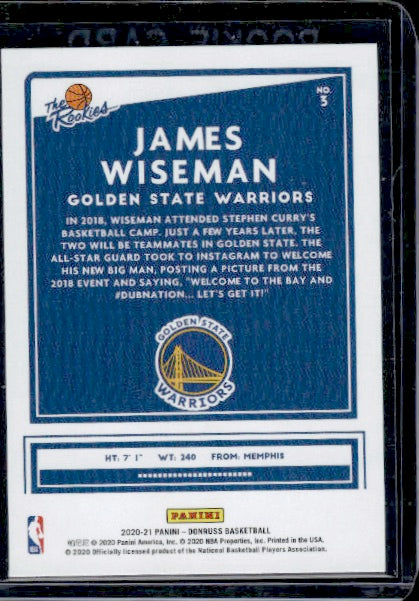 ROOKIE CARD
The
Rookies
NO.
3
JAMES
WISEMAN
GOLDEN STATE WARRIORS
IN 2018, WISEMAN ATTENDED STEPHEN CURRY'S
BASKETBALL CAMP. JUST A FEW YEARS LATER, THE
TWO WILL BE TEAMMATES IN GOLDEN STATE. THE
ALL-STAR GUARD TOOK TO INSTAGRAM TO WELCOME
HIS NEW BIG MAN, POSTING A PICTURE FROM THE
2018 EVENT AND SAYING, "WELCOME TO THE BAY AND
#DUBNATION... LET'S GET IT!"
GOLDEN STATE
WARRIORS
HT: 7' 1" WT: 240 FROM: MEMPHIS
PANINI
2020-21 PANINI – DONRUSS BASKETBALL
© 2020 Panini America, Inc. © 2020 NBA Properties, Inc. Printed in the USA.
© 2020 Officially licensed product of the National Basketball Players Association.